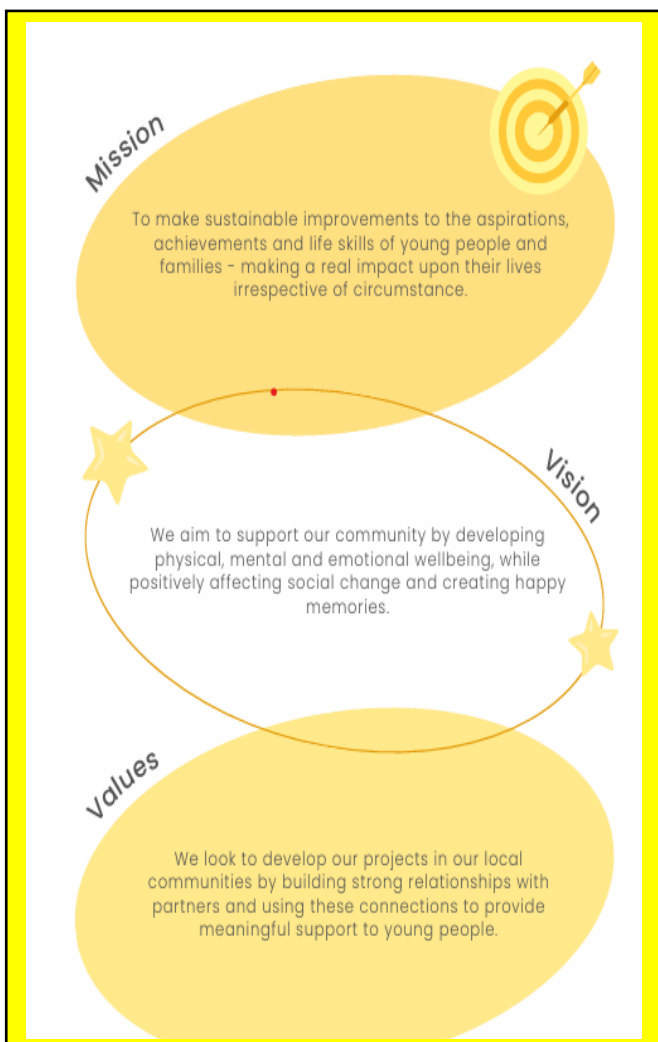 Mission
To make sustainable improvements to the aspirations,
achievements and life skills of young people and
families - making a real impact upon their lives
irrespective of circumstance.
Vision
We aim to support our community by developing
physical, mental and emotional wellbeing, while
positively affecting social change and creating happy
memories.
Values
We look to develop our projects in our local
communities by building strong relationships with
partners and using these connections to provide
meaningful support to young people.